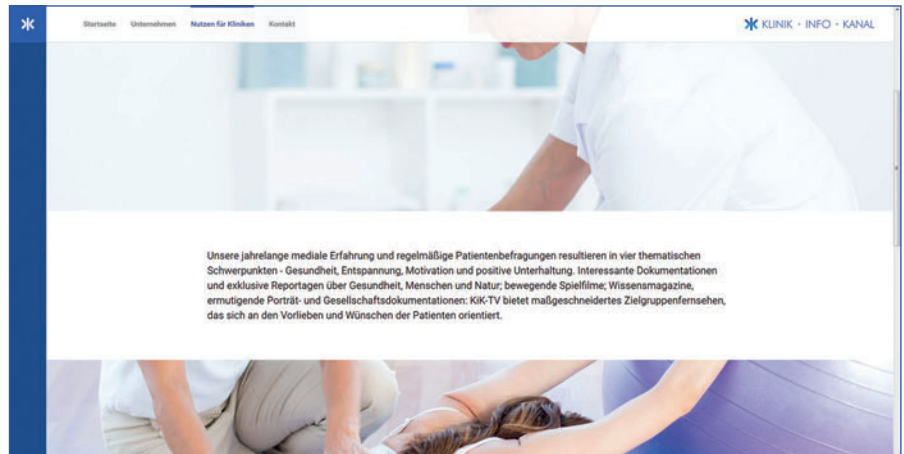 Startseite Unternehmen Nutzen für Kliniken Kontakt
KLINIK · INFO · KANAL
Unsere jahrelange mediale Erfahrung und regelmäßige Patientenbefragungen resultieren in vier thematischen
Schwerpunkten - Gesundheit, Entspannung, Motivation und positive Unterhaltung. Interessante Dokumentationen
und exklusive Reportagen über Gesundheit, Menschen und Natur; bewegende Spielfilme; Wissensmagazine,
ermutigende Porträt- und Gesellschaftsdokumentationen: KiK-TV bietet maßgeschneidertes Zielgruppenfernsehen,
das sich an den Vorlieben und Wünschen der Patienten orientiert.